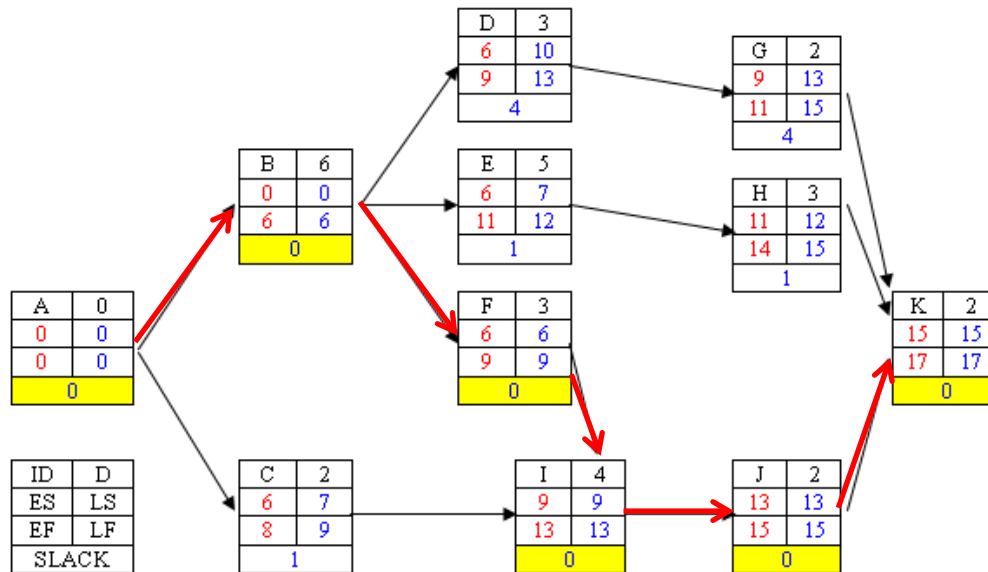 D 3
6 10
9 13
4
G 2
9 13
11 15
4
B 6
0 0
6 6
0
E 5
6 7
11 12
1
H 3
11 12
14 15
1
A 0
0 0
0 0
0
F 3
6 6
9 9
0
K 2
15 15
17 17
0
ID D
ES LS
EF LF
SLACK
C 2
6 7
8 9
1
I 4
9 9
13 13
0
J 2
13 13
15 15
0